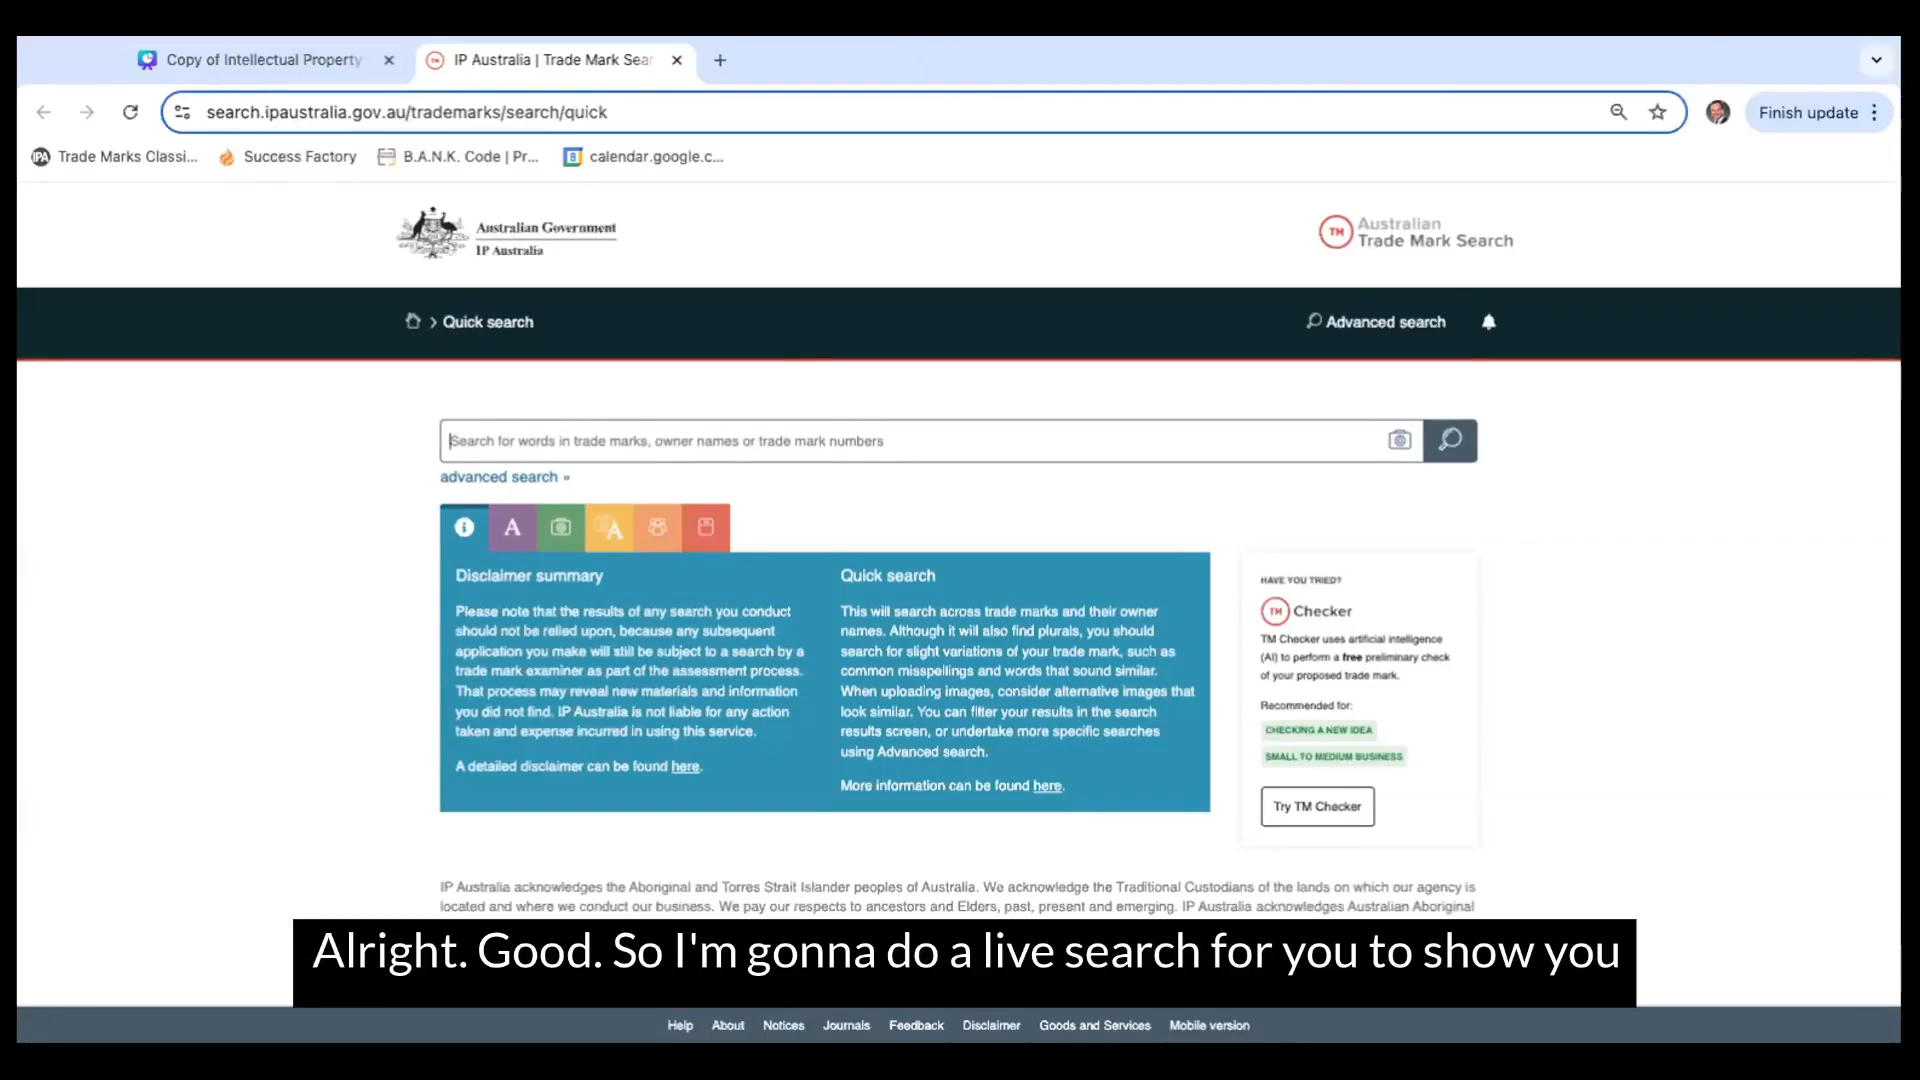 Copy of Intellectual Property
IP Australia | Trade Mark Sear
search.ipaustralia.gov.au/trademarks/search/quick
Finish update
IPA Trade Marks Classi...
Success Factory
B.A.N.K. Code | Pr...
8 calendar.google.c...
Australian Government
IP Australia
TM Australian
Trade Mark Search
Quick search
Advanced search
Search for words in trade marks, owner names or trade mark numbers
advanced search »
A
A
Disclaimer summary
Please note that the results of any search you conduct
should not be relied upon, because any subsequent
application you make will still be subject to a search by a
trade mark examiner as part of the assessment process.
That process may reveal new materials and information
you did not find. IP Australia is not liable for any action
taken and expense incurred in using this service.
A detailed disclaimer can be found here.
Quick search
This will search across trade marks and their owner
names. Although it will also find plurals, you should
search for slight variations of your trade mark, such as
common misspellings and words that sound similar.
When uploading images, consider alternative images that
look similar. You can filter your results in the search
results screen, or undertake more specific searches
using Advanced search.
More information can be found here.
HAVE YOU TRIED?
TM Checker
TM Checker uses artificial intelligence
(AI) to perform a free preliminary check
of your proposed trade mark.
Recommended for:
CHECKING A NEW IDEA
SMALL TO MEDIUM BUSINESS
Try TM Checker
IP Australia acknowledges the Aboriginal and Torres Strait Islander peoples of Australia. We acknowledge the Traditional Custodians of the lands on which our agency is
located and where we conduct our business. We pay our respects to ancestors and Elders, past, present and emerging. IP Australia acknowledges Australian Aboriginal
Alright. Good. So I'm gonna do a live search for you to show you
Help About Notices Journals Feedback Disclaimer Goods and Services Mobile version